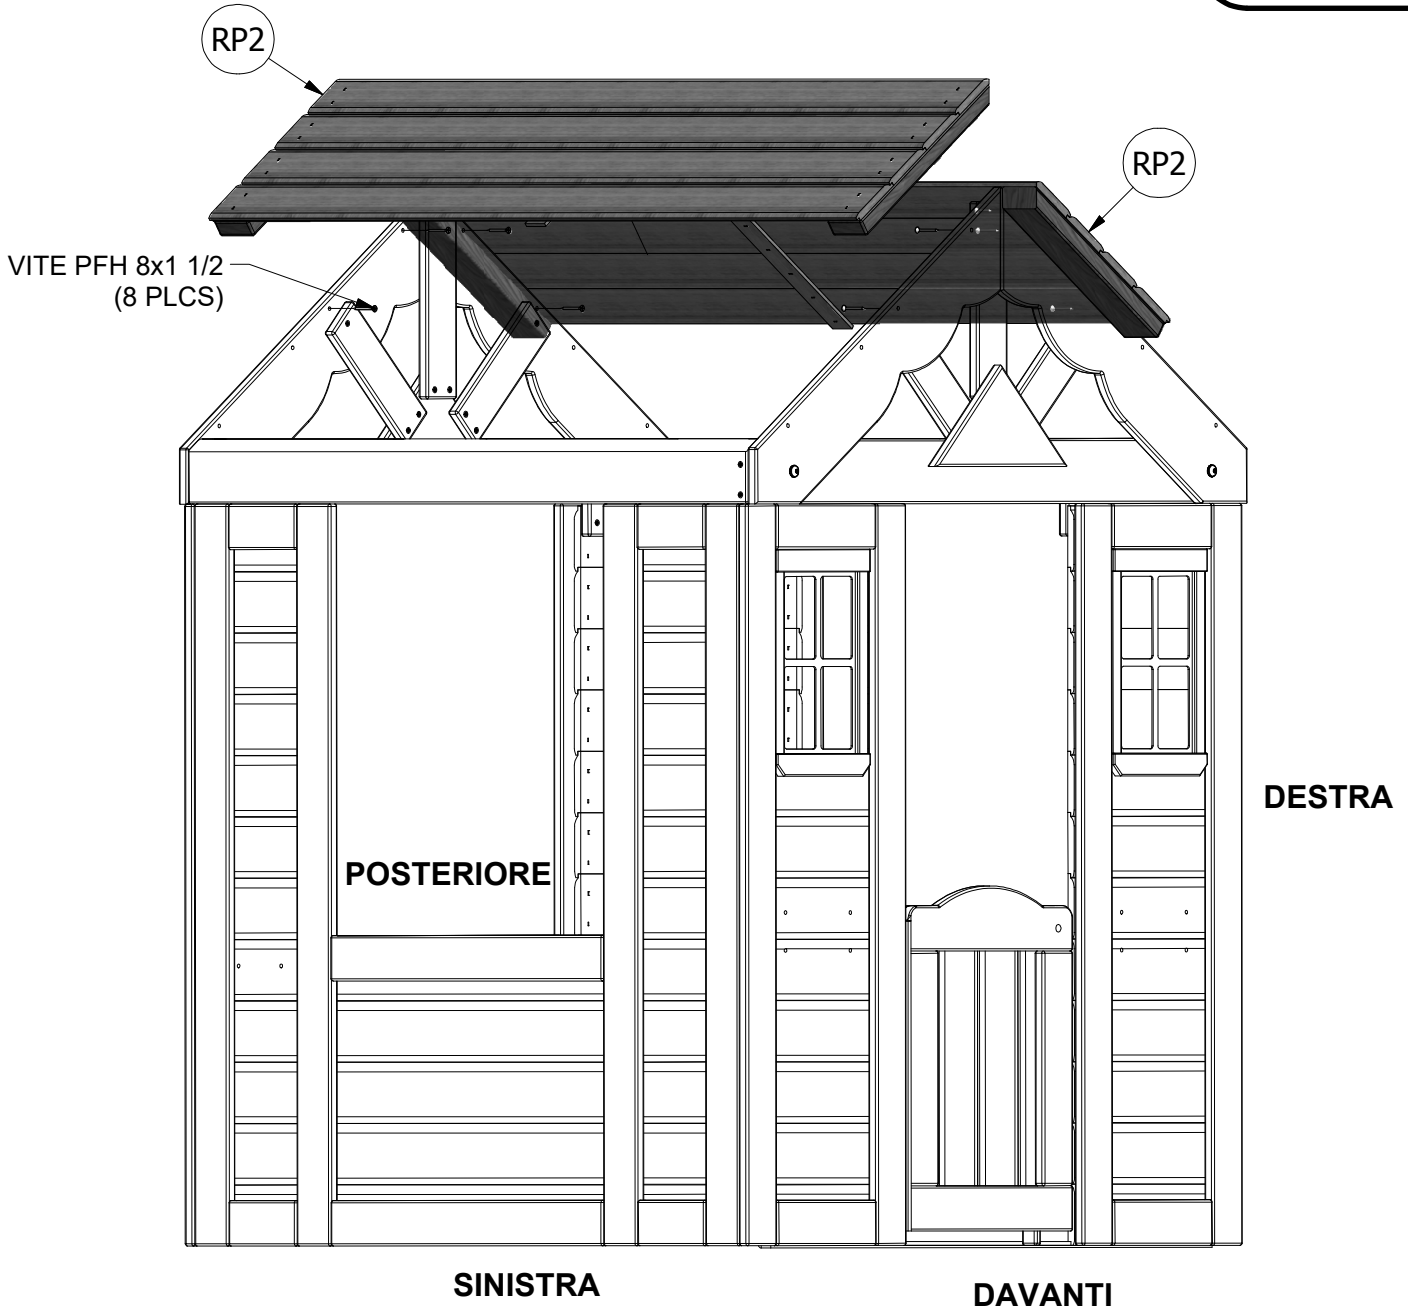 RP2
RP2
VITE PFH 8x1 1/2
(8 PLCS)
DESTRA
POSTERIORE
SINISTRA
DAVANTI